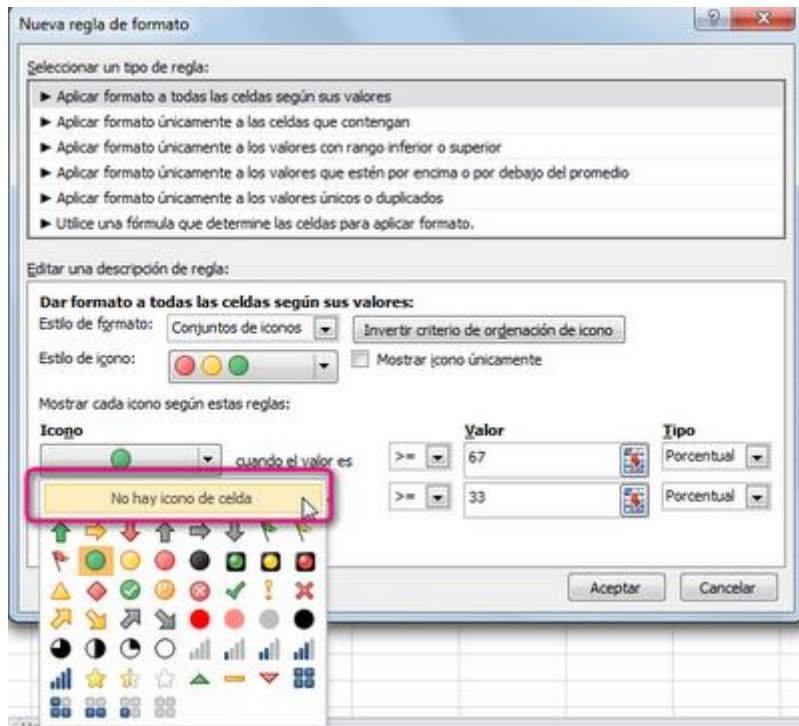 Nueva regla de formato
Seleccionar un tipo de regla:
► Aplicar formato a todas las celdas según sus valores
► Aplicar formato únicamente a las celdas que contengan
► Aplicar formato únicamente a los valores con rango inferior o superior
► Aplicar formato únicamente a los valores que estén por encima o por debajo del promedio
► Aplicar formato únicamente a los valores únicos o duplicados
► Utilice una fórmula que determine las celdas para aplicar formato.
Editar una descripción de regla:
Dar formato a todas las celdas según sus valores:
Estilo de formato: Conjuntos de iconos Invertir criterio de ordenación de icono
Estilo de icono: Mostrar icono únicamente
Mostrar cada icono según estas reglas:
Icono Valor Tipo
cuando el valor es >= 67 Porcentual
No hay icono de celda >= 33 Porcentual
Aceptar Cancelar